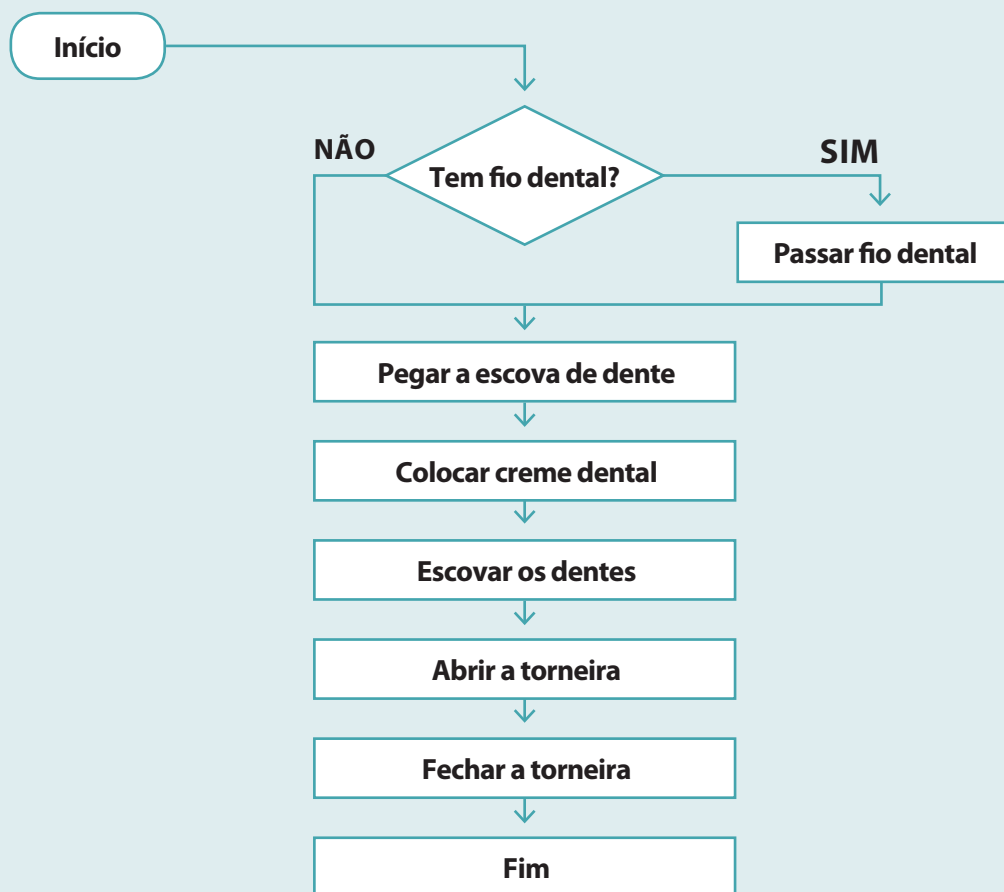 Início
Tem fio dental?
NÃO
SIM
Passar fio dental
Pegar a escova de dente
Colocar creme dental
Escovar os dentes
Abrir a torneira
Fechar a torneira
Fim